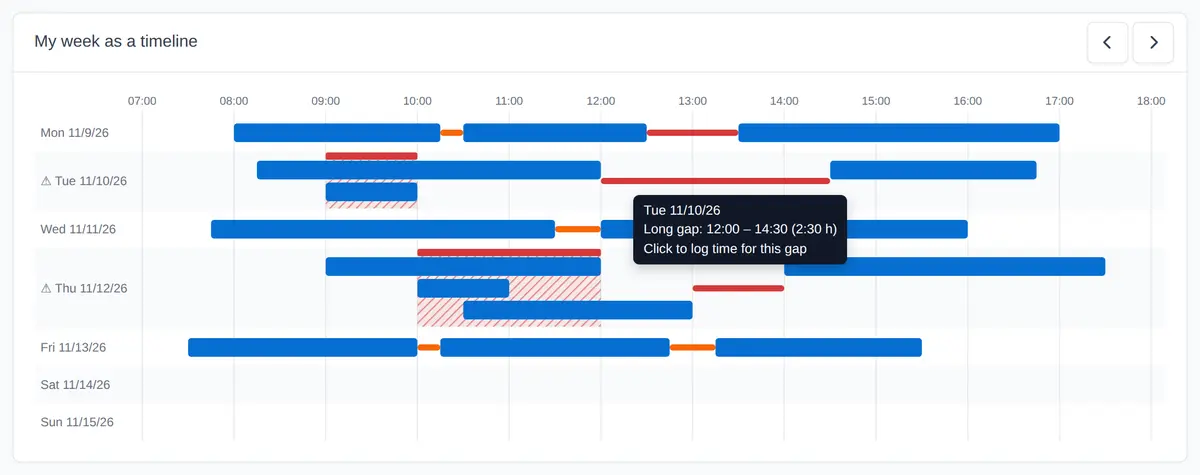 My week as a timeline
07:00 08:00 09:00 10:00 11:00 12:00 13:00 14:00 15:00 16:00 17:00 18:00
Mon 11/9/26
⚠ Tue 11/10/26
Tue 11/10/26
Long gap: 12:00 – 14:30 (2:30 h)
Click to log time for this gap
Wed 11/11/26
⚠ Thu 11/12/26
Fri 11/13/26
Sat 11/14/26
Sun 11/15/26